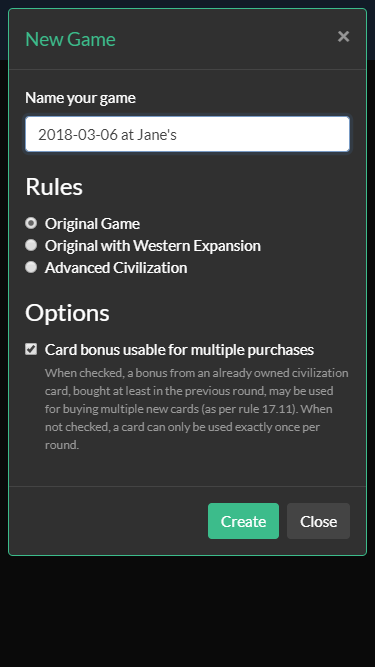 New Game
×
Name your game
2018-03-06 at Jane's
Rules
Original Game
Original with Western Expansion
Advanced Civilization
Options
Card bonus usable for multiple purchases
When checked, a bonus from an already owned civilization
card, bought at least in the previous round, may be used
for buying multiple new cards (as per rule 17.11). When
not checked, a card can only be used exactly once per
round.
Create Close